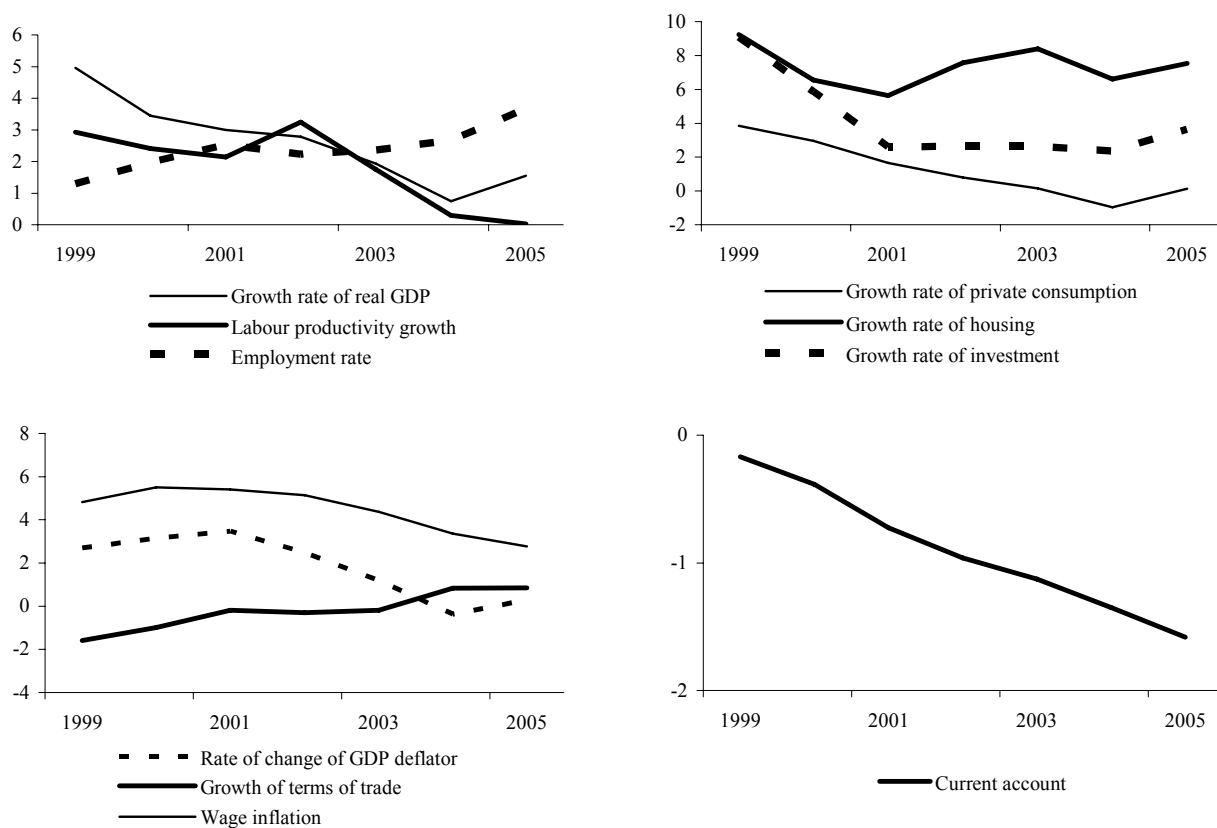 6
5
4
3
2
1
0
1999 2001 2003 2005
Growth rate of real GDP
Labour productivity growth
Employment rate
10
8
6
4
2
0
-2
1999 2001 2003 2005
Growth rate of private consumption
Growth rate of housing
Growth rate of investment
8
6
4
2
0
-2
-4
1999 2001 2003 2005
Rate of change of GDP deflator
Growth of terms of trade
Wage inflation
0
-1
-2
1999 2001 2003 2005
Current account